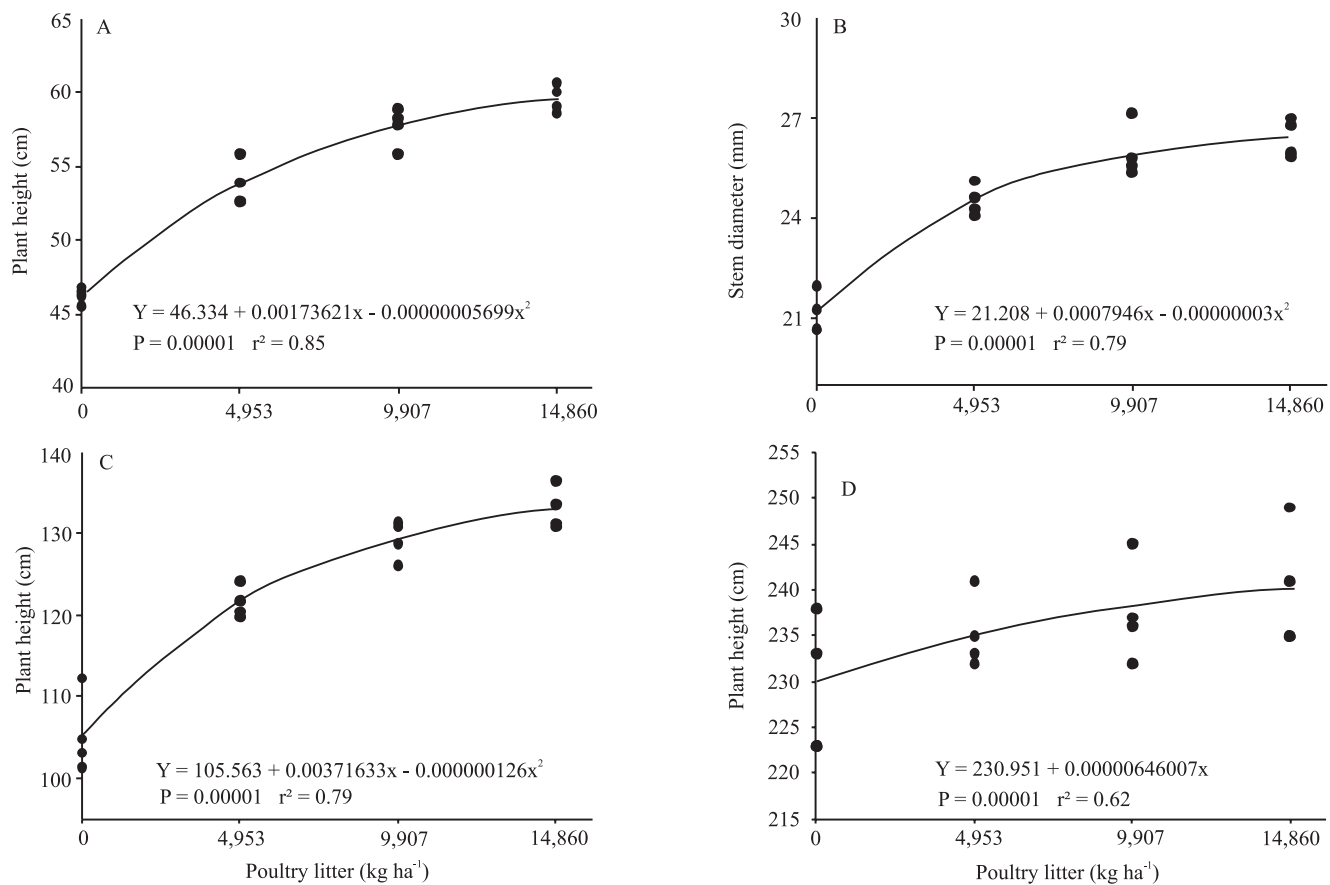 A
65
60
55
50
45
40
Plant height (cm)
Y = 46.334 + 0.00173621x - 0.00000005699x²
P = 0.00001 r² = 0.85
0 4,953 9,907 14,860
B
30
27
24
21
Stem diameter (mm)
Y = 21.208 + 0.0007946x - 0.00000003x²
P = 0.00001 r² = 0.79
0 4,953 9,907 14,860
C
140
130
120
110
100
Plant height (cm)
Y = 105.563 + 0.00371633x - 0.000000126x²
P = 0.00001 r² = 0.79
0 4,953 9,907 14,860
Poultry litter (kg ha⁻¹)
D
255
250
245
240
235
230
225
220
215
Plant height (cm)
Y = 230.951 + 0.00000646007x
P = 0.00001 r² = 0.62
0 4,953 9,907 14,860
Poultry litter (kg ha⁻¹)